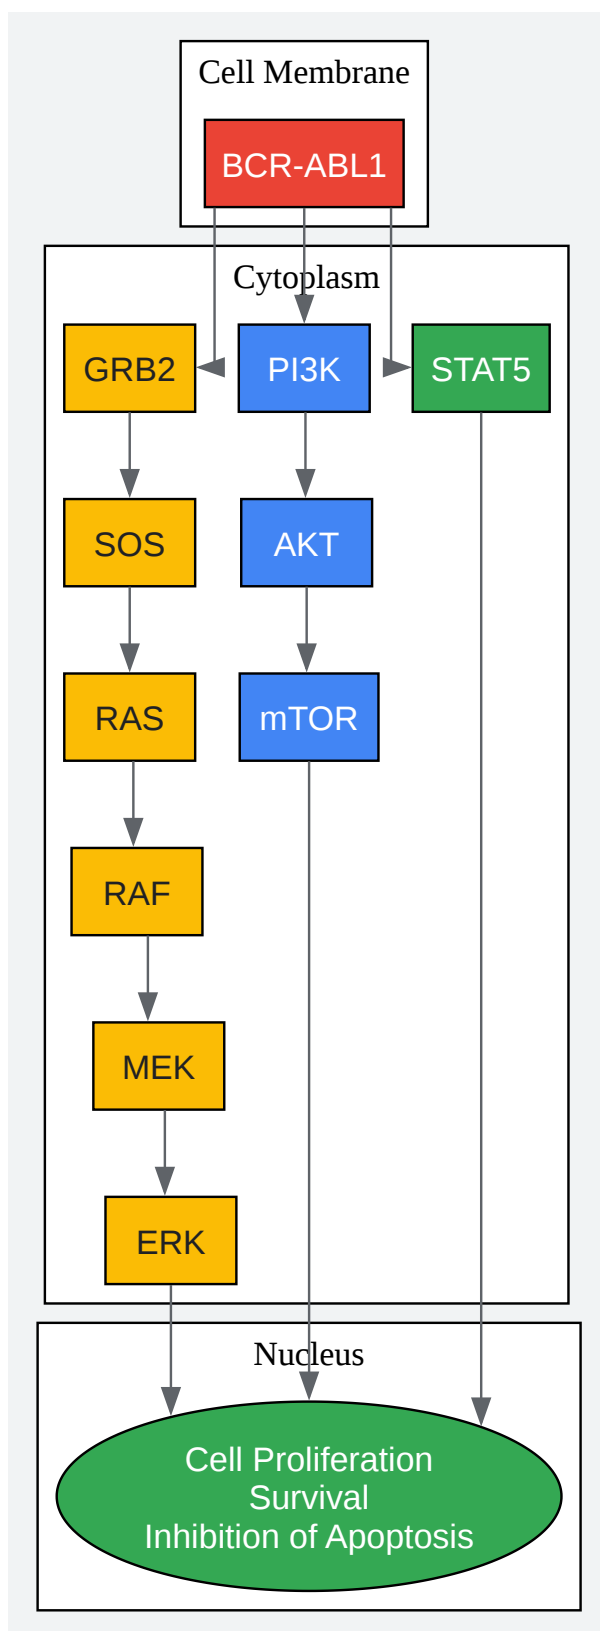 Cell Membrane
BCR-ABL1
Cytoplasm
GRB2
PI3K
STAT5
SOS
AKT
RAS
mTOR
RAF
MEK
ERK
Nucleus
Cell Proliferation
Survival
Inhibition of Apoptosis